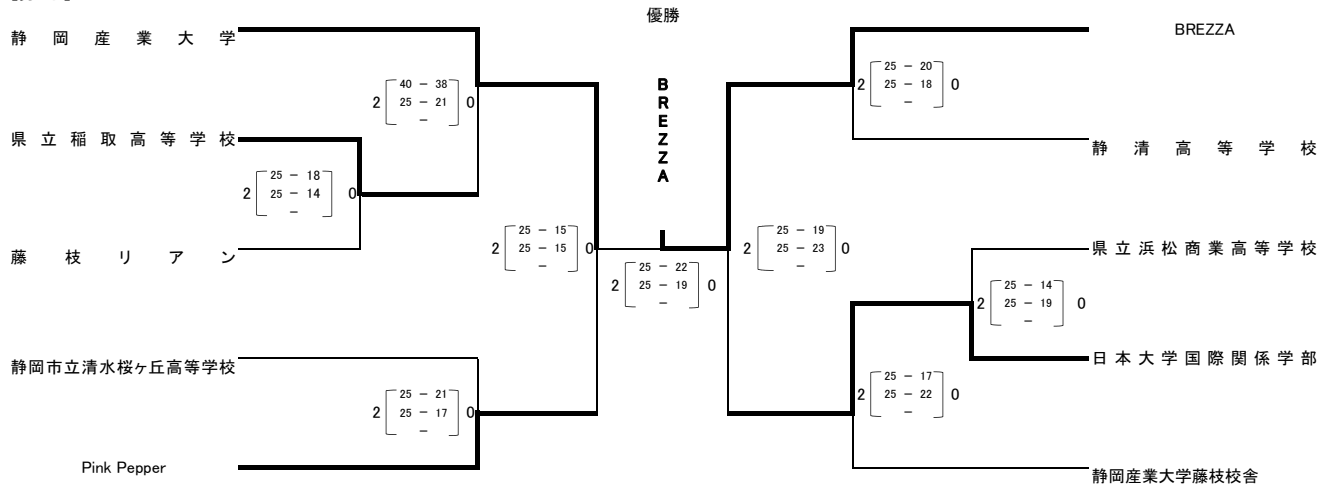 優勝
静岡産業大学
BREZZA
40 － 38
2 25 － 21 0
－
25 － 20
2 25 － 18 0
－
BREZZA
県立稲取高等学校
静清高等学校
25 － 18
2 25 － 14 0
－
藤枝リアン
25 － 15
2 25 － 15 0
－
25 － 22
2 25 － 19 0
－
25 － 19
2 25 － 23 0
－
県立浜松商業高等学校
25 － 14
2 25 － 19 0
－
静岡市立清水桜ヶ丘高等学校
日本大学国際関係学部
25 － 21
2 25 － 17 0
－
25 － 17
2 25 － 22 0
－
Pink Pepper
静岡産業大学藤枝校舎